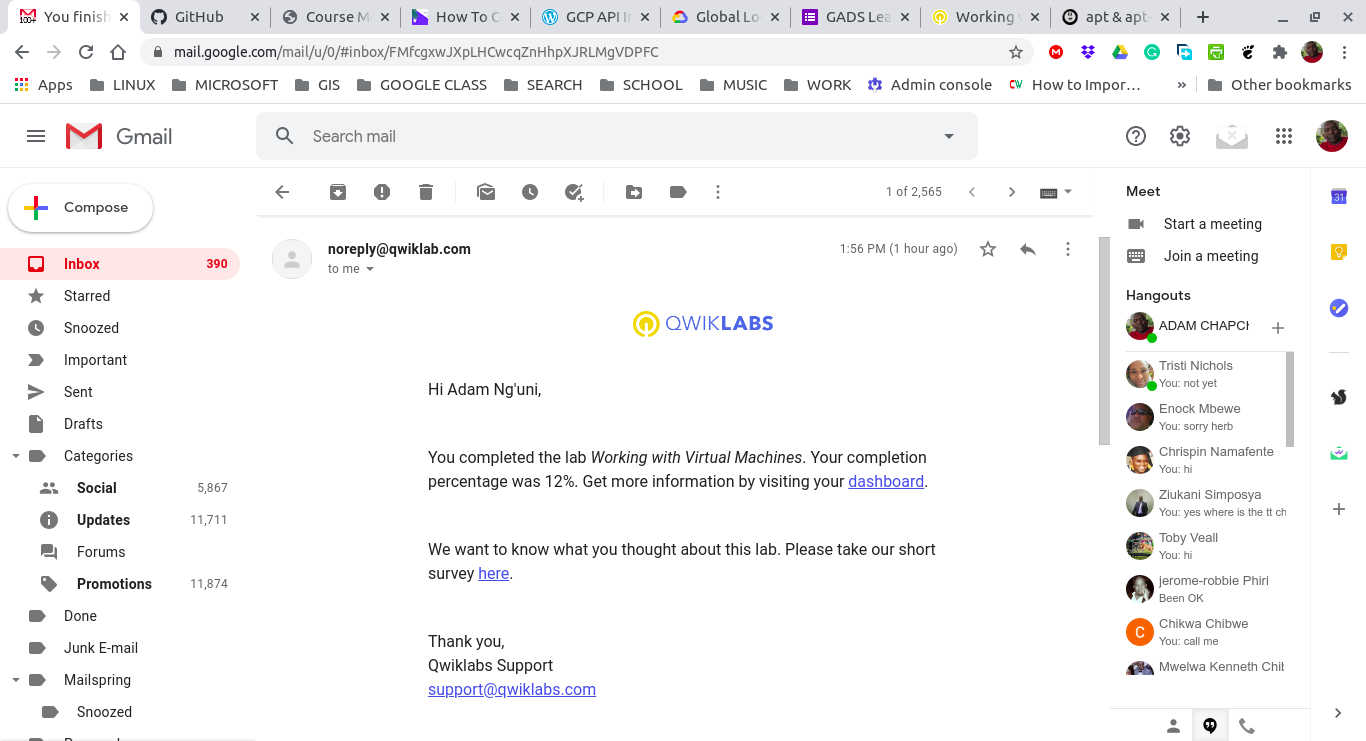 You finish
GitHub
Course M
How To C
GCP API I
Global Lo
GADS Lea
Working
apt & apt-
mail.google.com/mail/u/0/#inbox/FMfcgxwJXpLHCwcqZnHhpXJRLMgVDPFC
Apps
LINUX
MICROSOFT
GIS
GOOGLE CLASS
SEARCH
SCHOOL
MUSIC
WORK
Admin console
How to Impor…
»
Other bookmarks
Gmail
Search mail
Compose
Inbox 390
Starred
Snoozed
Important
Sent
Drafts
Categories
Social 5,867
Updates 11,711
Forums
Promotions 11,874
Done
Junk E-mail
Mailspring
Snoozed
1 of 2,565
noreply@qwiklab.com
1:56 PM (1 hour ago)
to me
QWIKLABS
Hi Adam Ng'uni,
You completed the lab Working with Virtual Machines. Your completion
percentage was 12%. Get more information by visiting your dashboard.
We want to know what you thought about this lab. Please take our short
survey here.
Thank you,
Qwiklabs Support
support@qwiklabs.com
Meet
Start a meeting
Join a meeting
Hangouts
ADAM CHAPCH
Tristi Nichols
You: not yet
Enock Mbewe
You: sorry herb
Chrispin Namafente
You: hi
Ziukani Simposya
You: yes where is the tt ch
Toby Veall
You: hi
jerome-robbie Phiri
Been OK
C
Chikwa Chibwe
You: call me
Mwelwa Kenneth Chib
31